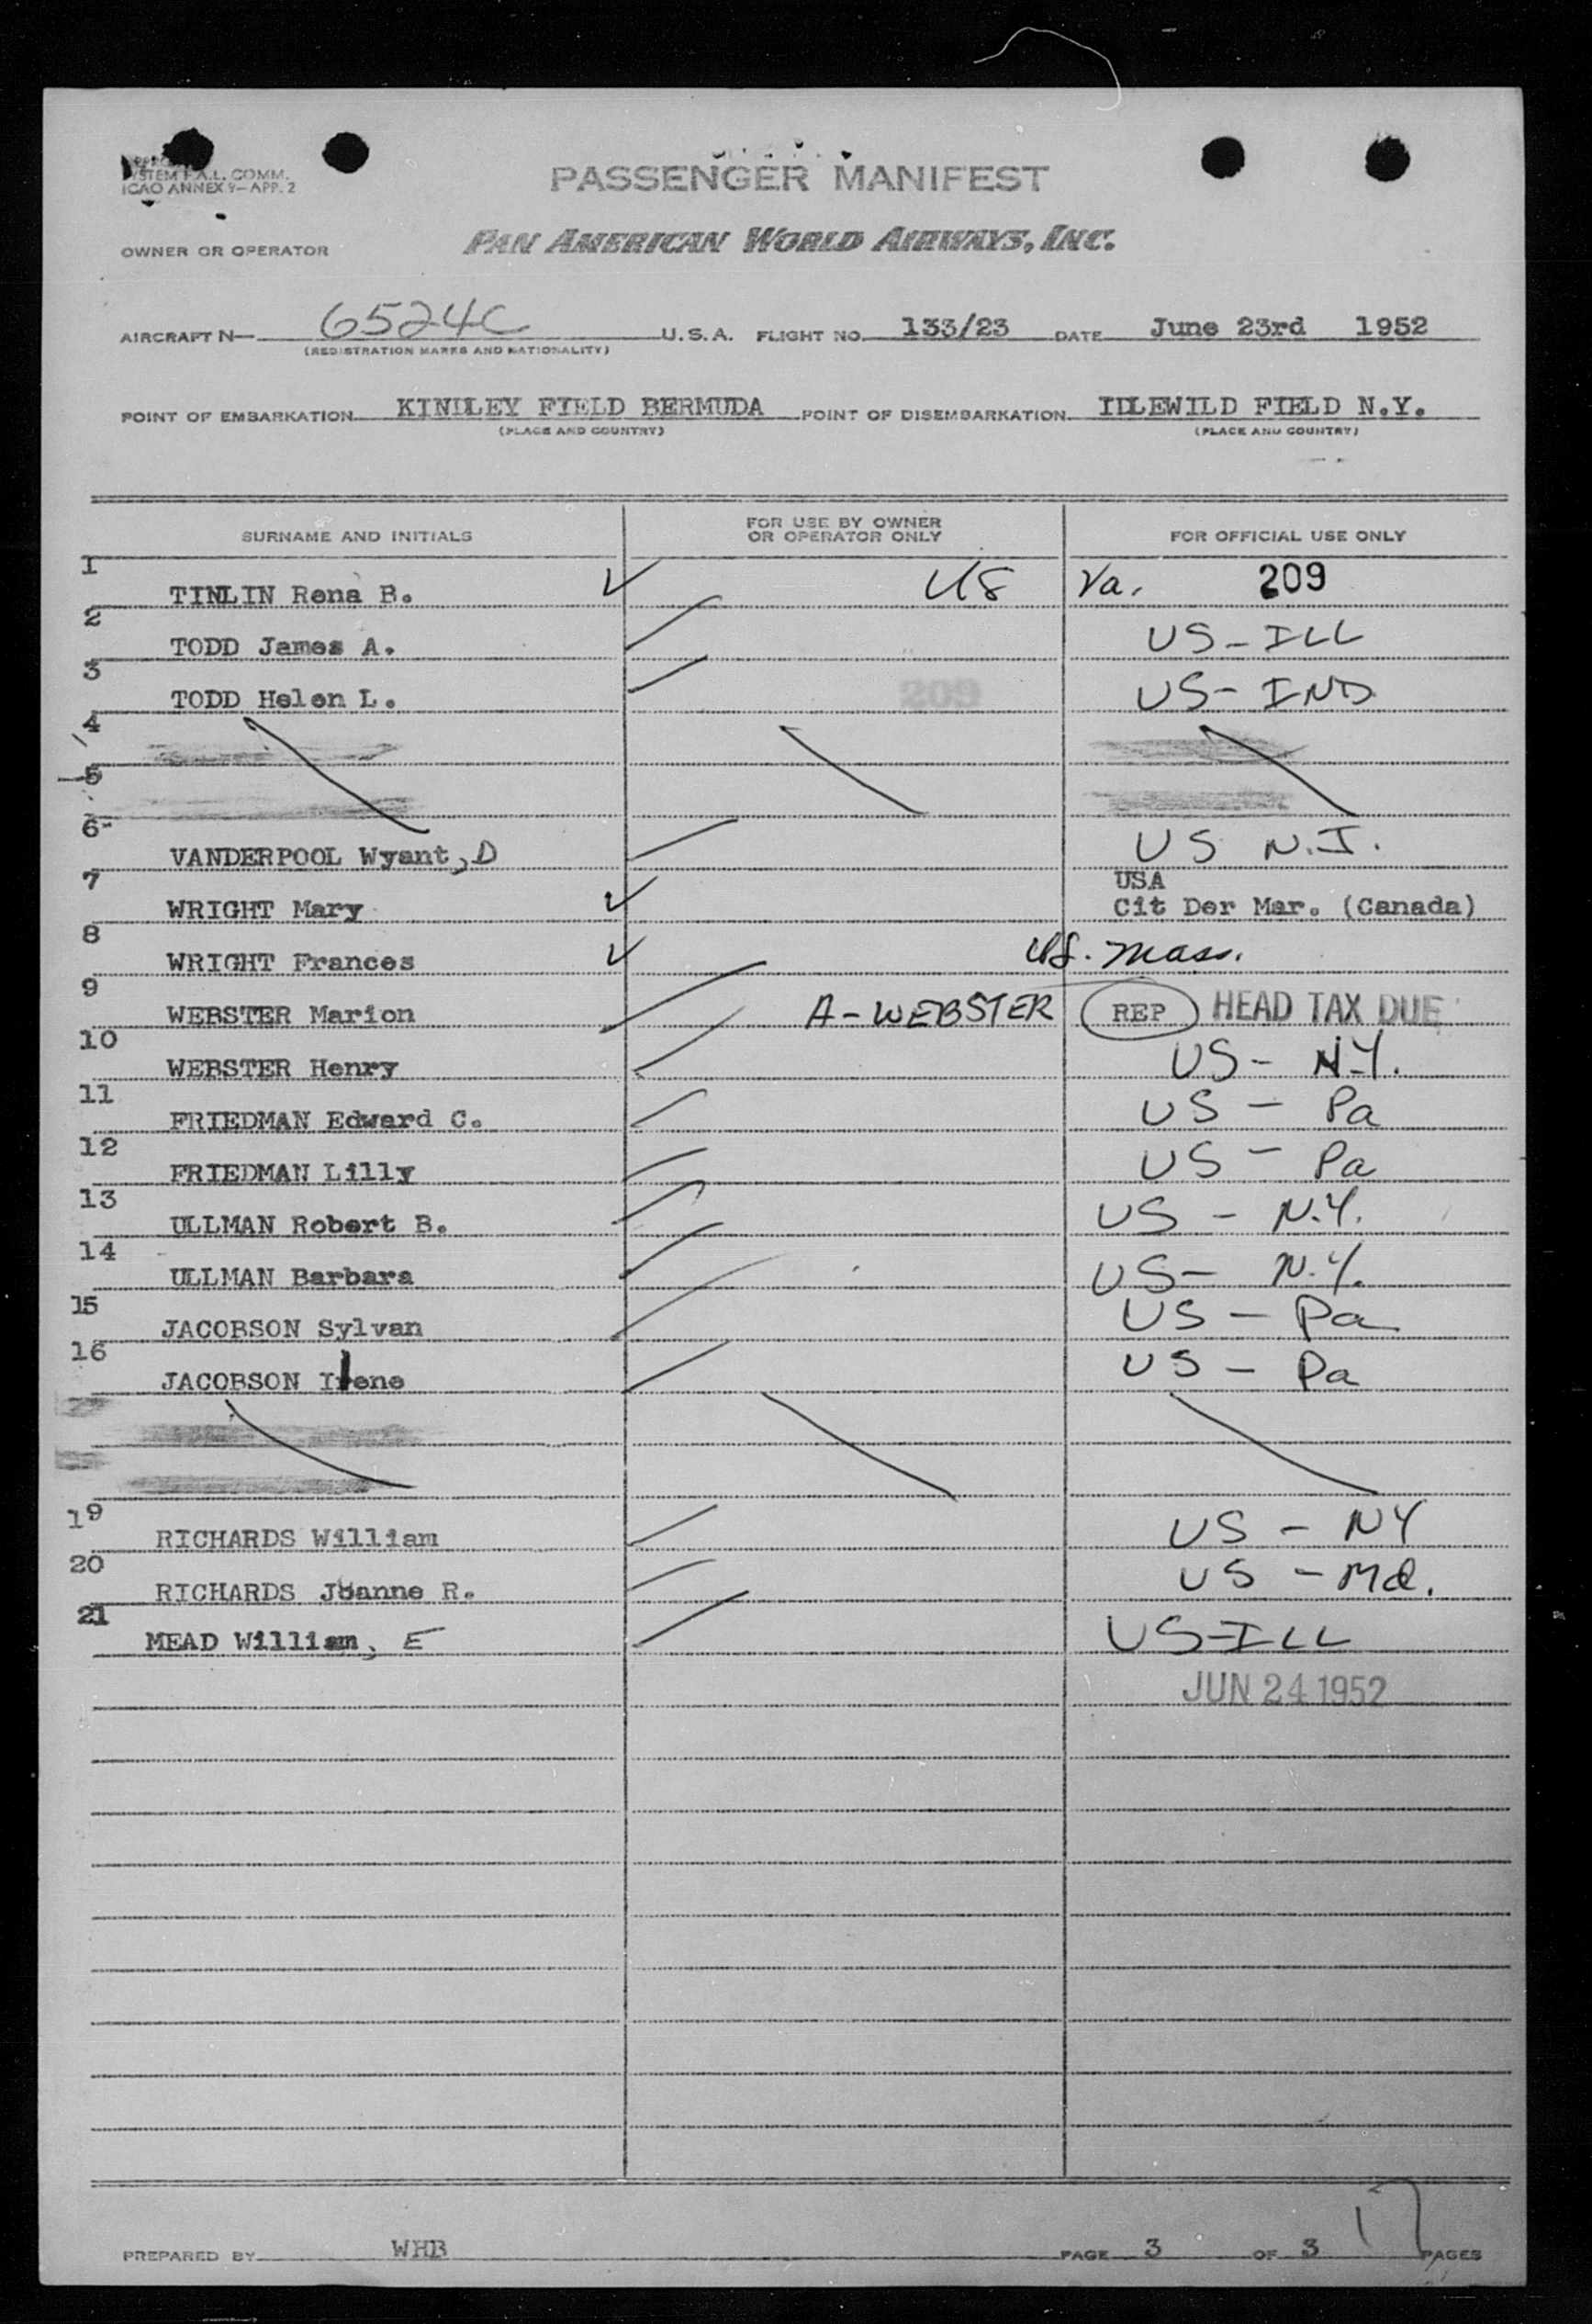 SYSTEM F.A.L. COMM.
ICAO ANNEX 9-APP. 2
PASSENGER MANIFEST
OWNER OR OPERATOR PAN AMERICAN WORLD AIRWAYS, INC.
AIRCRAFT N- 6524C U.S.A. FLIGHT NO. 133/23 DATE June 23rd 1952
(REGISTRATION MARKS AND NATIONALITY)
POINT OF EMBARKATION KINDLEY FIELD BERMUDA POINT OF DISEMBARKATION IDLEWILD FIELD N.Y.
(PLACE AND COUNTRY) (PLACE AND COUNTRY)
SURNAME AND INITIALS FOR USE BY OWNER OR OPERATOR ONLY FOR OFFICIAL USE ONLY
1 TINLIN Rena B. US Va. 209
2 TODD James A. US-ILL
3 TODD Helen L. 209 US-IND
4
5
6 VANDERPOOL Wyant, D US N.J.
7 WRIGHT Mary USA Cit Der Mar. (Canada)
8 WRIGHT Frances US. Mass.
9 WEBSTER Marion A-WEBSTER REP HEAD TAX DUE
10 WEBSTER Henry US- N.Y.
11 FRIEDMAN Edward C. US - Pa
12 FRIEDMAN Lilly US - Pa
13 ULLMAN Robert B. US - N.Y.
14 ULLMAN Barbara US- N.Y.
15 JACOBSON Sylvan US - Pa
16 JACOBSON Ilene US - Pa
19 RICHARDS William US - NY
20 RICHARDS Joanne R. US - Md.
21 MEAD William, E US-ILL
JUN 24 1952
17
PREPARED BY WHB PAGE 3 OF 3 PAGES